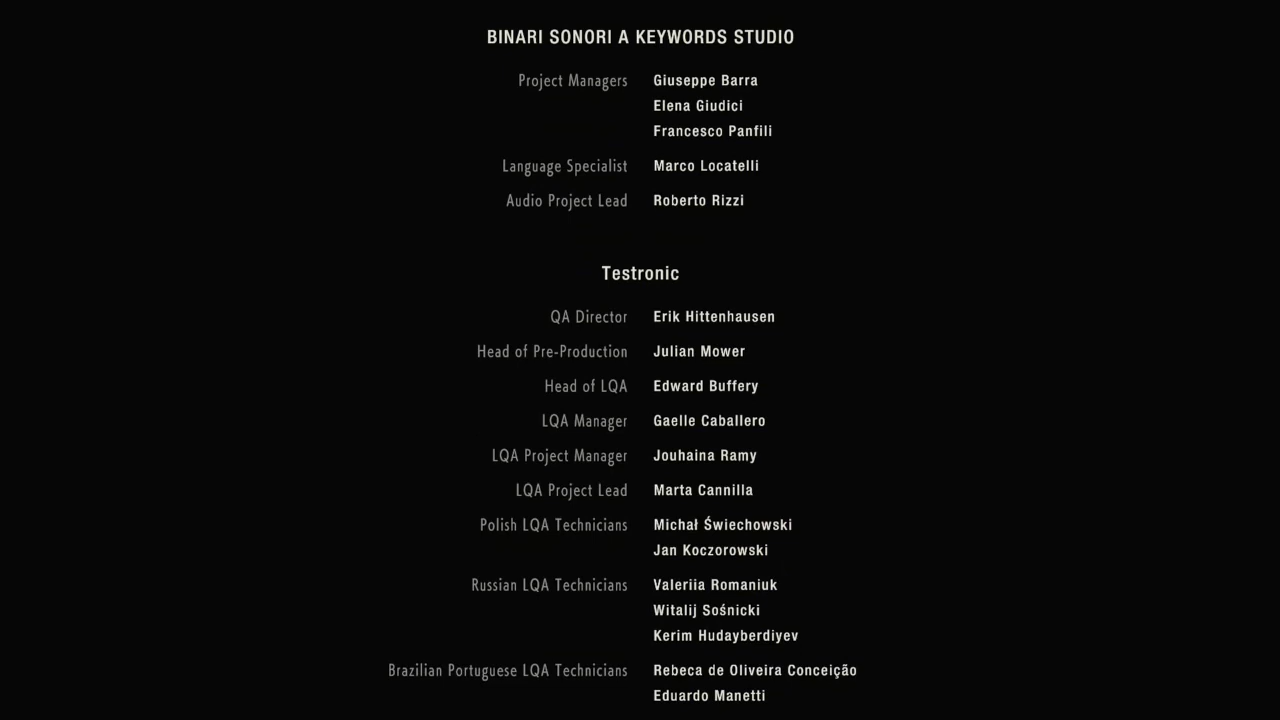 BINARI SONORI A KEYWORDS STUDIO
Project Managers Giuseppe Barra
Elena Giudici
Francesco Panfili
Language Specialist Marco Locatelli
Audio Project Lead Roberto Rizzi
Testronic
QA Director Erik Hittenhausen
Head of Pre-Production Julian Mower
Head of LQA Edward Buffery
LQA Manager Gaelle Caballero
LQA Project Manager Jouhaina Ramy
LQA Project Lead Marta Cannilla
Polish LQA Technicians Michał Świechowski
Jan Koczorowski
Russian LQA Technicians Valeriia Romaniuk
Witalij Sośnicki
Kerim Hudayberdiyev
Brazilian Portuguese LQA Technicians Rebeca de Oliveira Conceição
Eduardo Manetti